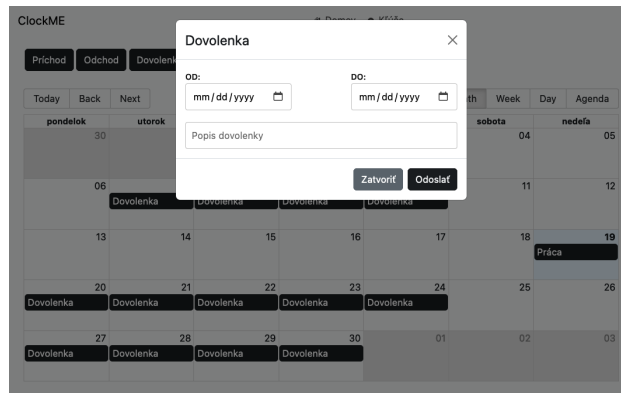 ClockME
Domov Kľúče
Dovolenka
Príchod Odchod Dovolenk
OD: DO:
mm/dd/yyyy mm/dd/yyyy
Today Back Next Week Day Agenda
pondelok utorok sobota nedeľa
30 04 05
Popis dovolenky
Zatvoriť Odoslať
06 11 12
Dovolenka Dovolenka Dovolenka Dovolenka
13 14 15 16 17 18 19
Práca
20 21 22 23 24 25 26
Dovolenka Dovolenka Dovolenka Dovolenka Dovolenka
27 28 29 30 01 02 03
Dovolenka Dovolenka Dovolenka Dovolenka